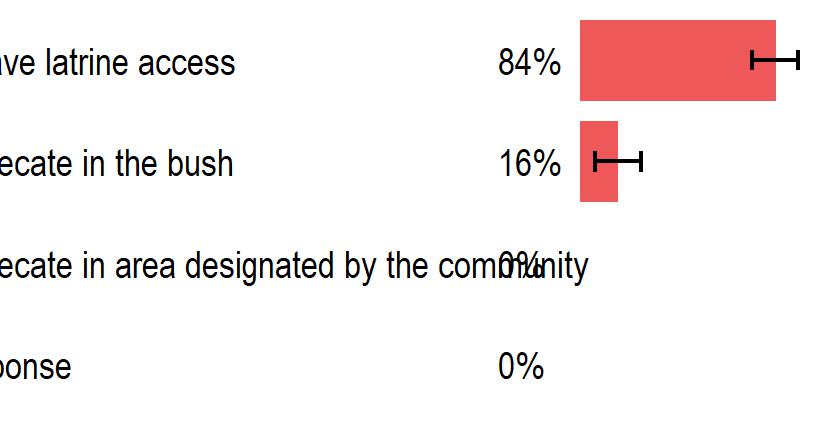 ave latrine access 84%
ecate in the bush 16%
ecate in area designated by the community 0%
ponse 0%